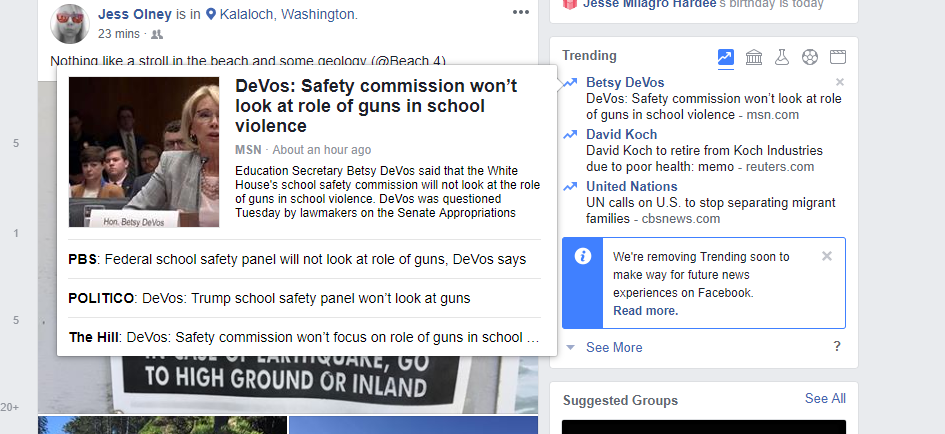 Jess Olney is in Kalaloch, Washington.
23 mins ·
Nothing like a stroll in the beach and some geology (@Beach 4)
5
1
5
20+
DeVos: Safety commission won't
look at role of guns in school
violence
MSN · About an hour ago
Education Secretary Betsy DeVos said that the White
House's school safety commission will not look at the role
of guns in school violence. DeVos was questioned
Tuesday by lawmakers on the Senate Appropriations
Hon. Betsy DeVos
PBS: Federal school safety panel will not look at role of guns, DeVos says
POLITICO: DeVos: Trump school safety panel won't look at guns
The Hill: DeVos: Safety commission won't focus on role of guns in school ...
IN CASE OF EARTHQUAKE, GO
TO HIGH GROUND OR INLAND
Jesse Milagro Hardee's birthday is today
Trending
Betsy DeVos
DeVos: Safety commission won't look at role
of guns in school violence - msn.com
David Koch
David Koch to retire from Koch Industries
due to poor health: memo - reuters.com
United Nations
UN calls on U.S. to stop separating migrant
families - cbsnews.com
We're removing Trending soon to
make way for future news
experiences on Facebook.
Read more.
See More
?
Suggested Groups
See All